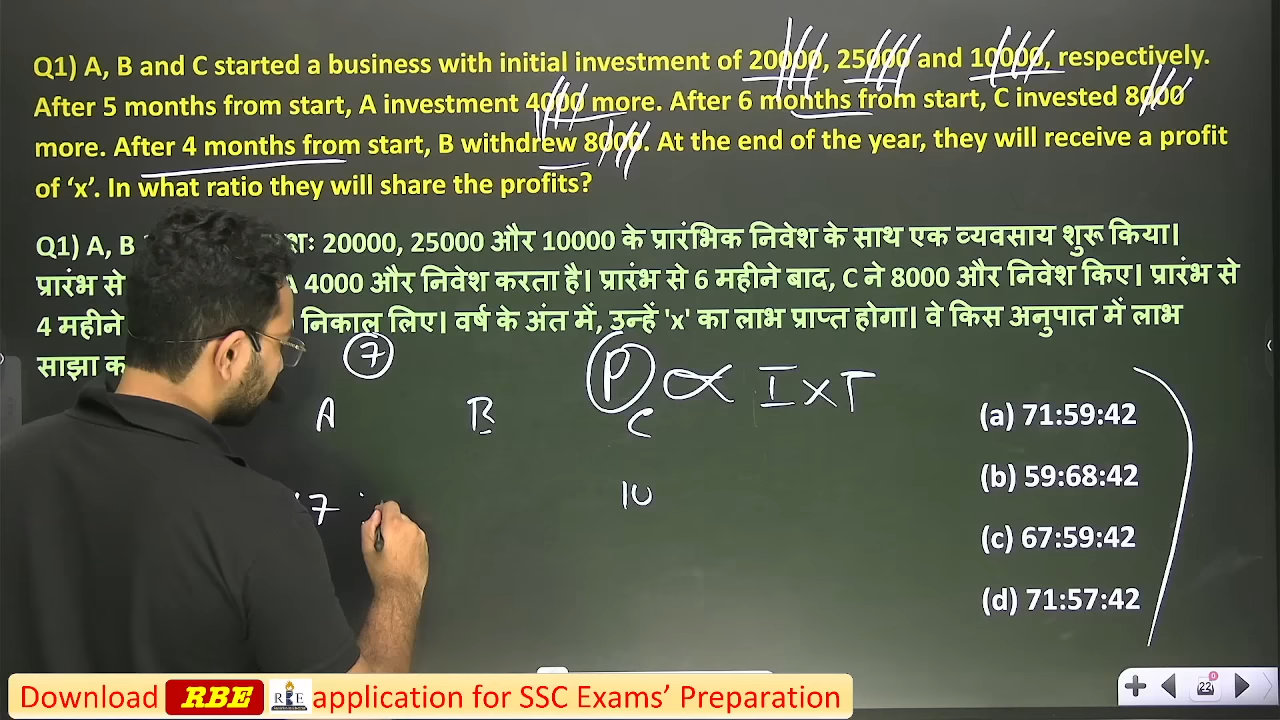 Q1) A, B and C started a business with initial investment of 20000, 25000 and 10000, respectively.
After 5 months from start, A investment 4000 more. After 6 months from start, C invested 8000
more. After 4 months from start, B withdrew 8000. At the end of the year, they will receive a profit
of ‘x’. In what ratio they will share the profits?
Q1) A, B शः 20000, 25000 और 10000 के प्रारंभिक निवेश के साथ एक व्यवसाय शुरू किया।
प्रारंभ से A 4000 और निवेश करता है। प्रारंभ से 6 महीने बाद, C ने 8000 और निवेश किए। प्रारंभ से
4 महीने निकाल लिए। वर्ष के अंत में, उन्हें 'x' का लाभ प्राप्त होगा। वे किस अनुपात में लाभ
साझा क
7
P ∝ I x T
A B C
7 10
(a) 71:59:42
(b) 59:68:42
(c) 67:59:42
(d) 71:57:42
22
Download RBE RBE application for SSC Exams’ Preparation